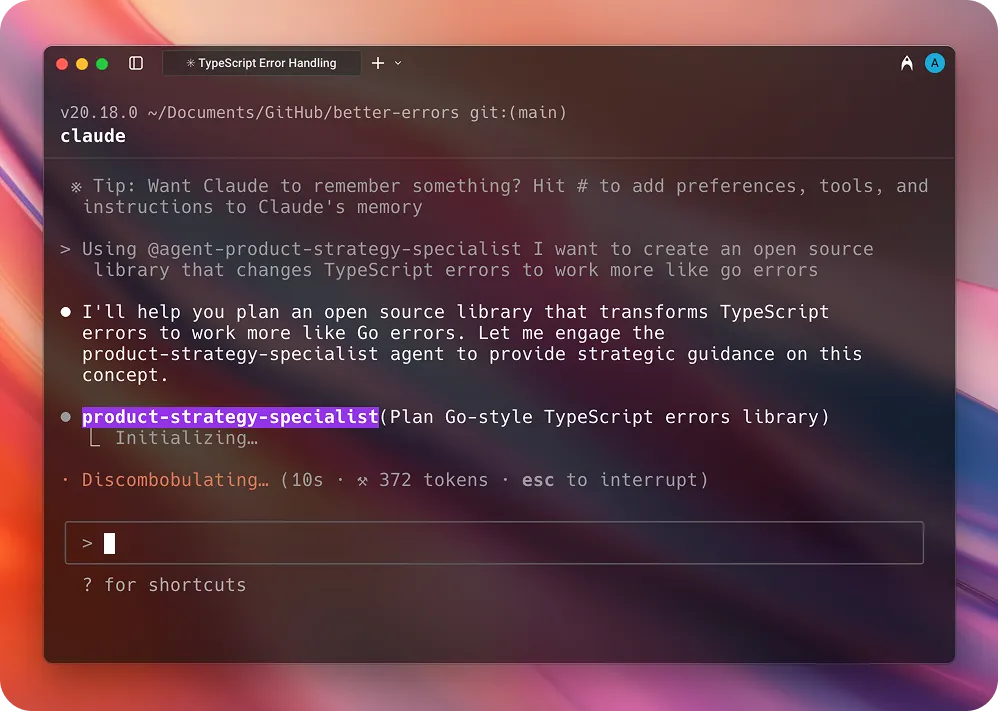 ✳ TypeScript Error Handling
A
v20.18.0 ~/Documents/GitHub/better-errors git:(main)
claude
※ Tip: Want Claude to remember something? Hit # to add preferences, tools, and
instructions to Claude's memory
> Using @agent-product-strategy-specialist I want to create an open source
library that changes TypeScript errors to work more like go errors
● I'll help you plan an open source library that transforms TypeScript
errors to work more like Go errors. Let me engage the
product-strategy-specialist agent to provide strategic guidance on this
concept.
● product-strategy-specialist(Plan Go-style TypeScript errors library)
⎿ Initializing…
· Discombobulating… (10s · ⚒ 372 tokens · esc to interrupt)
>
? for shortcuts